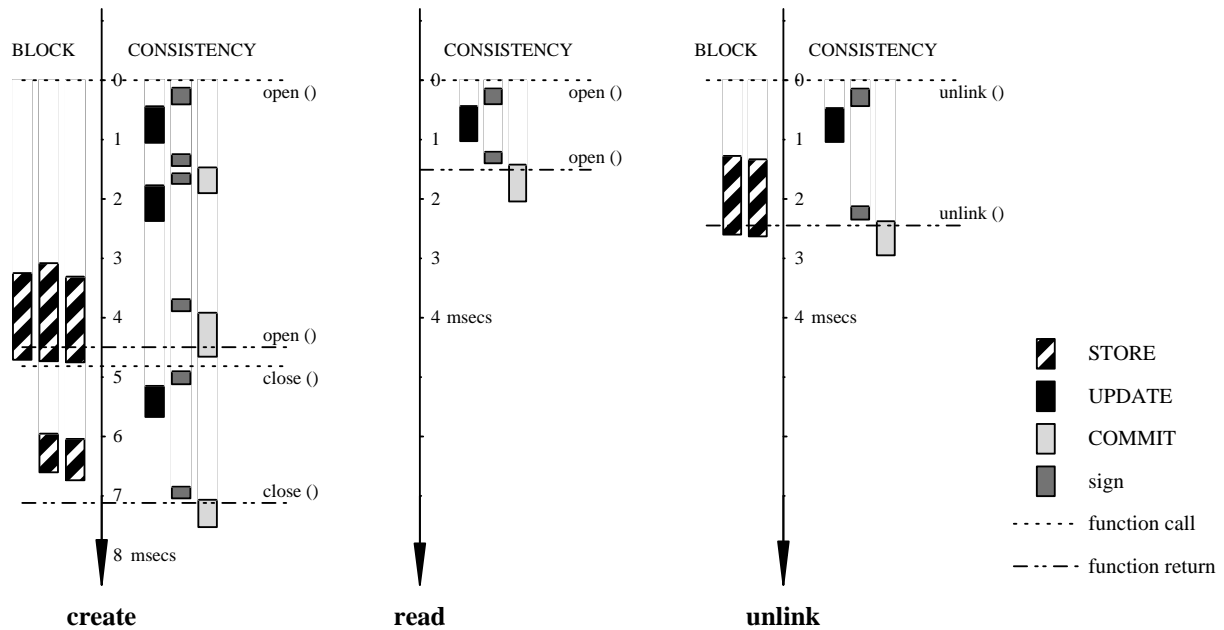 BLOCK
CONSISTENCY
0
open ()
1
2
3
4
open ()
5
close ()
6
7
close ()
8 msecs
create
CONSISTENCY
0
open ()
1
open ()
2
3
4 msecs
read
BLOCK
CONSISTENCY
0
unlink ()
1
2
unlink ()
3
4 msecs
unlink
STORE
UPDATE
COMMIT
sign
function call
function return